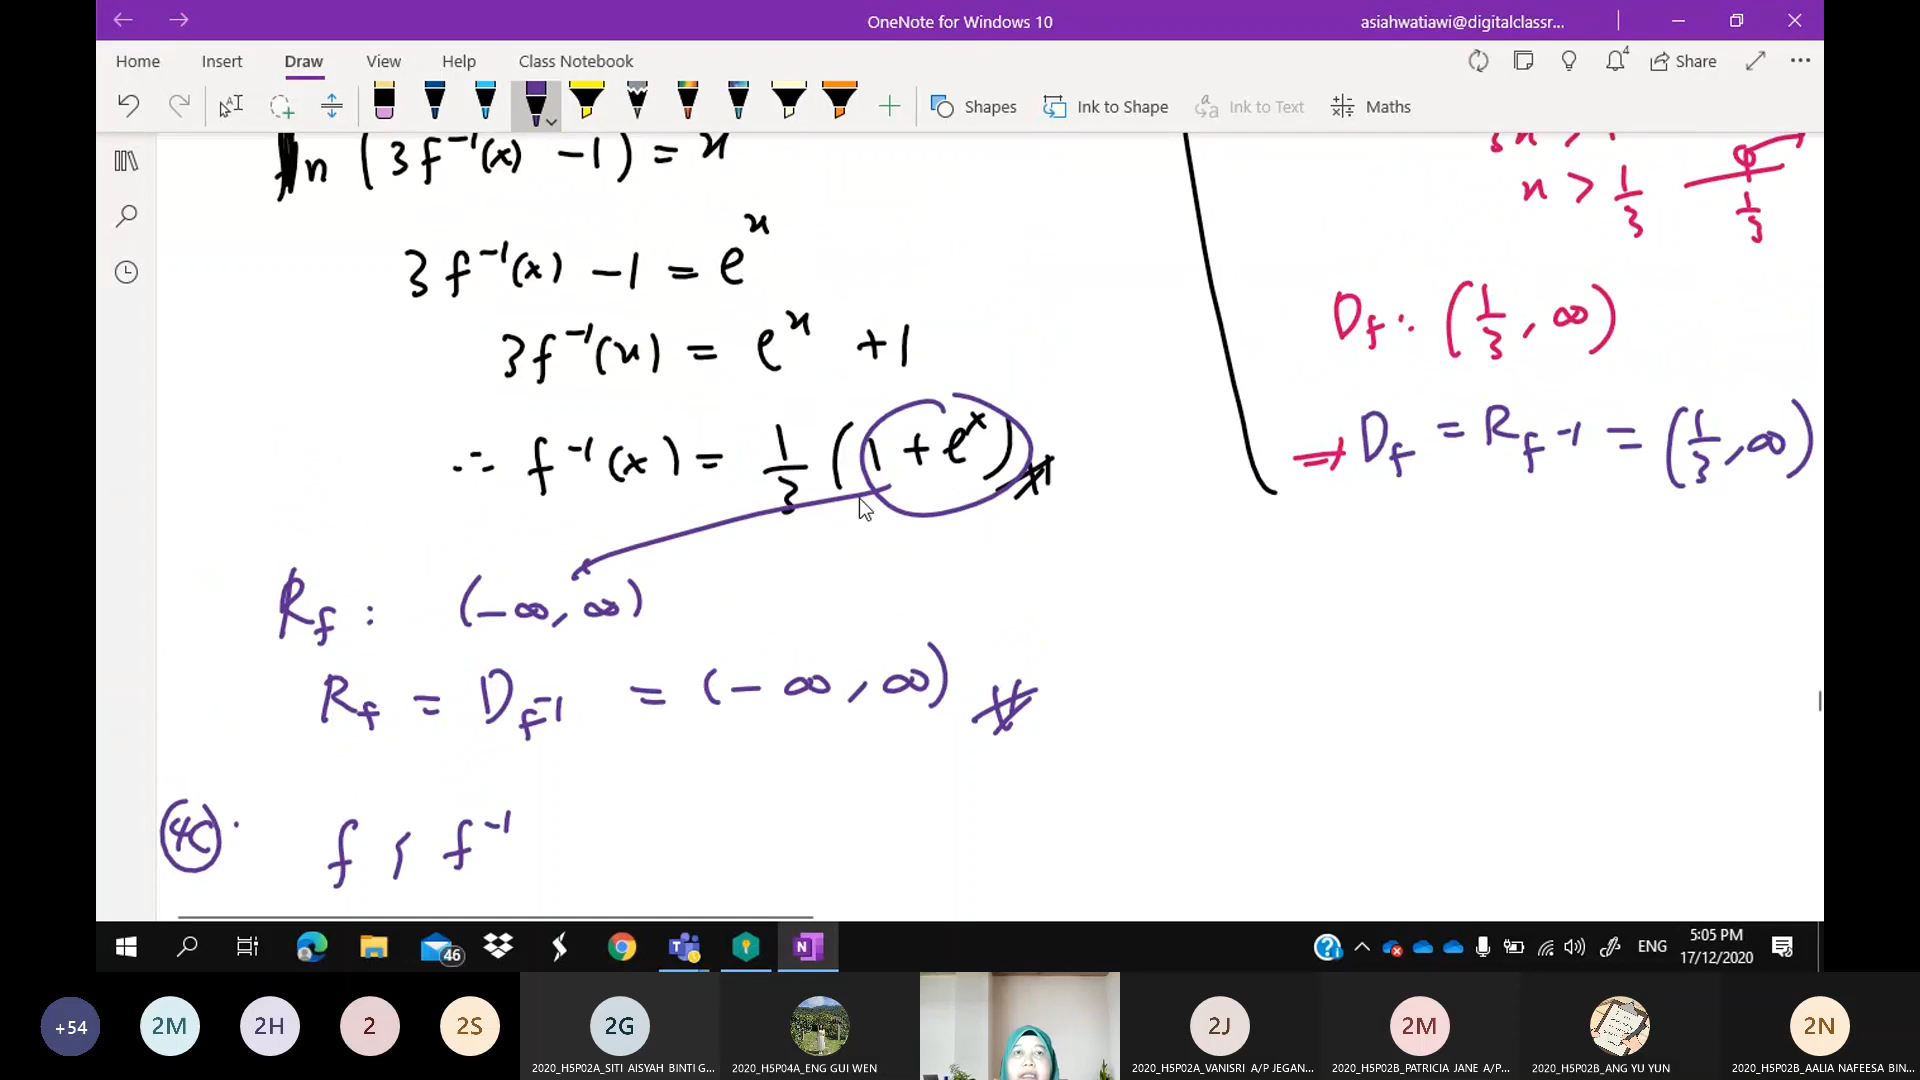 OneNote for Windows 10
asiahwatiawi@digitalclassr...
Home Insert Draw View Help Class Notebook
4
Share
Shapes Ink to Shape Ink to Text Maths
ln (3f⁻¹(x) -1) = x
3f⁻¹(x) -1 = eˣ
3f⁻¹(x) = eˣ +1
∴ f⁻¹(x) = 1/3 (1 + eˣ)
R_f : (-∞, ∞)
R_f = D_f⁻¹ = (-∞, ∞)
4C. f, f⁻¹
x > 1/3
1/3
D_f : (1/3, ∞)
⇒ D_f = R_f⁻¹ = (1/3, ∞)
46
ENG
5:05 PM
17/12/2020
+54 2M 2H 2 2S 2G 2J 2M 2N
2020_H5P02A_SITI AISYAH BINTI G...
2020_H5P04A_ENG GUI WEN
2020_H5P02A_VANISRI A/P JEGAN...
2020_H5P02B_PATRICIA JANE A/P...
2020_H5P02B_ANG YU YUN
2020_H5P02B_AALIA NAFEESA BIN...